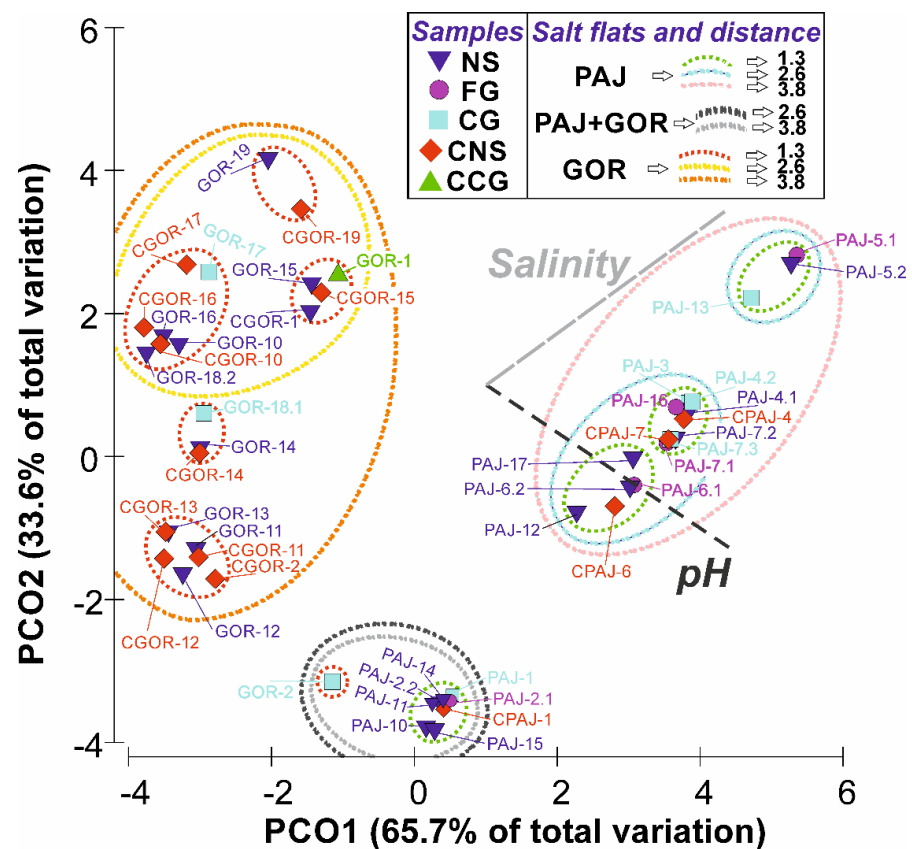 6
4
2
0
-2
-4
-4
-2
0
2
4
6
PCO2 (33.6% of total variation)
PCO1 (65.7% of total variation)
Samples
NS
FG
CG
CNS
CCG
Salt flats and distance
PAJ
1.3
2.6
3.8
PAJ+GOR
2.6
3.8
GOR
1.3
2.6
3.8
GOR-19
CGOR-19
CGOR-17
GOR-17
GOR-15
GOR-1
CGOR-16
GOR-16
CGOR-15
CGOR-1
GOR-10
CGOR-10
GOR-18.2
GOR-18.1
GOR-14
CGOR-14
CGOR-13
GOR-13
GOR-11
CGOR-11
CGOR-2
CGOR-12
GOR-12
Salinity
PAJ-5.1
PAJ-5.2
PAJ-13
PAJ-3
PAJ-4.2
PAJ-16
PAJ-4.1
CPAJ-4
CPAJ-7
PAJ-7.2
PAJ-7.3
PAJ-7.1
PAJ-17
PAJ-6.2
PAJ-6.1
PAJ-12
CPAJ-6
pH
GOR-2
PAJ-14
PAJ-1
PAJ-2.2
PAJ-2.1
PAJ-11
CPAJ-1
PAJ-10
PAJ-15